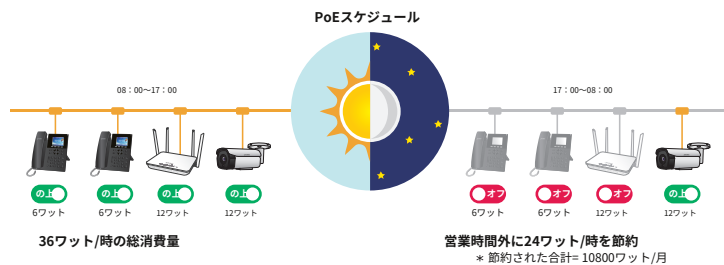 PoEスケジュール
08：00～17：00
17：00～08：00
の上 の上 の上 の上
オフ オフ オフ の上
6ワット 6ワット 12ワット 12ワット
6ワット 6ワット 12ワット 12ワット
36ワット/時の総消費量
営業時間外に24ワット/時を節約
＊ 節約された合計= 10800ワット/月